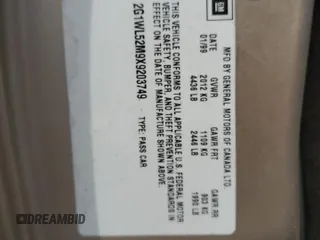 GM
MFD BY GENERAL MOTORS OF CANADA LTD.
DATE GVWR GAWR FRT GAWR RR
01/99 2012 KG 1109 KG 903 KG
4436 LB 2446 LB 1990 LB
THIS VEHICLE CONFORMS TO ALL APPLICABLE U.S. FEDERAL MOTOR
VEHICLE SAFETY, BUMPER, AND THEFT PREVENTION STANDARDS IN
EFFECT ON THE DATE OF MANUFACTURE SHOWN ABOVE.
2G1WL52M9X9203749 TYPE: PASS CAR
DREAMBID